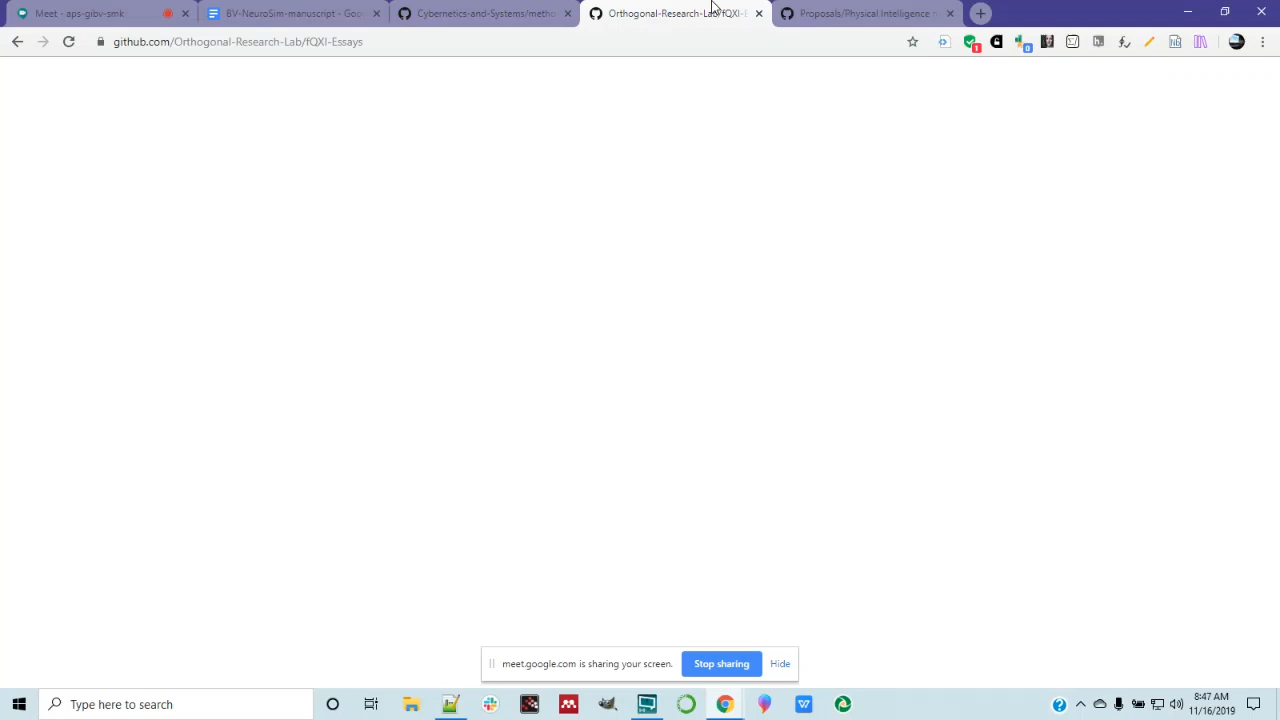 Meet - aps-gibv-smk
BV-NeuroSim-manuscript - Goo
Cybernetics-and-Systems/metho
Orthogonal-Research-Lab/fQXI-E
Proposals/Physical Intelligence r
github.com/Orthogonal-Research-Lab/fQXI-Essays
1
0
meet.google.com is sharing your screen.
Stop sharing
Hide
Type here to search
8:47 AM
11/16/2019